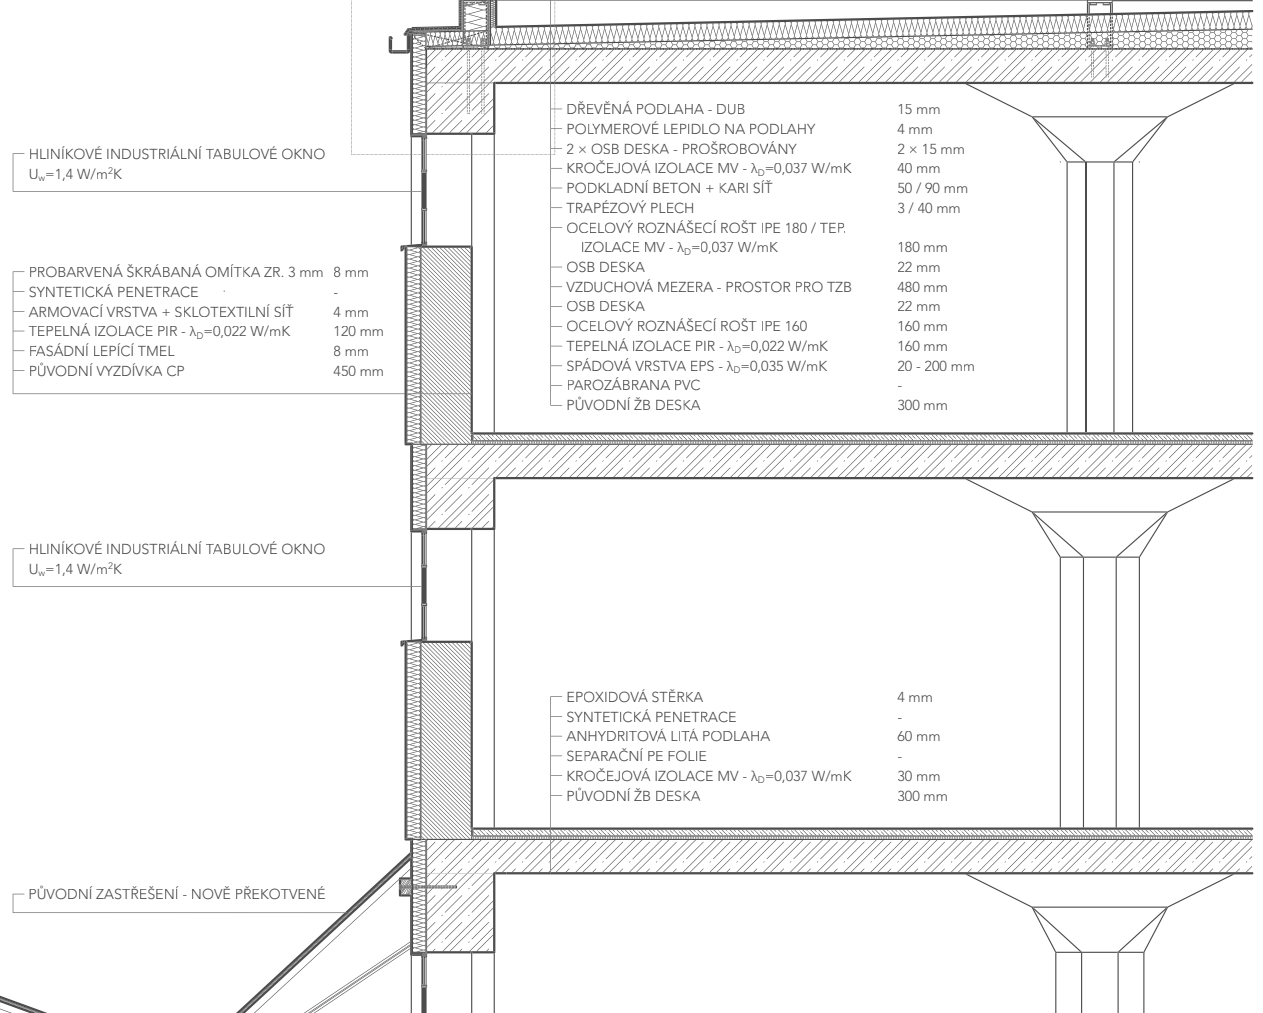 HLINÍKOVÉ INDUSTRIÁLNÍ TABULOVÉ OKNO
Uw=1,4 W/m²K
PROBARVENÁ ŠKRÁBANÁ OMÍTKA ZR. 3 mm 8 mm
SYNTETICKÁ PENETRACE -
ARMOVACÍ VRSTVA + SKLOTEXTILNÍ SÍŤ 4 mm
TEPELNÁ IZOLACE PIR - λD=0,022 W/mK 120 mm
FASÁDNÍ LEPÍCÍ TMEL 8 mm
PŮVODNÍ VYZDÍVKA CP 450 mm
DŘEVĚNÁ PODLAHA - DUB 15 mm
POLYMEROVÉ LEPIDLO NA PODLAHY 4 mm
2 × OSB DESKA - PROŠROBOVÁNY 2 × 15 mm
KROČEJOVÁ IZOLACE MV - λD=0,037 W/mK 40 mm
PODKLADNÍ BETON + KARI SÍŤ 50 / 90 mm
TRAPÉZOVÝ PLECH 3 / 40 mm
OCELOVÝ ROZNÁŠECÍ ROŠT IPE 180 / TEP.
IZOLACE MV - λD=0,037 W/mK 180 mm
OSB DESKA 22 mm
VZDUCHOVÁ MEZERA - PROSTOR PRO TZB 480 mm
OSB DESKA 22 mm
OCELOVÝ ROZNÁŠECÍ ROŠT IPE 160 160 mm
TEPELNÁ IZOLACE PIR - λD=0,022 W/mK 160 mm
SPÁDOVÁ VRSTVA EPS - λD=0,035 W/mK 20 - 200 mm
PAROZÁBRANA PVC -
PŮVODNÍ ŽB DESKA 300 mm
HLINÍKOVÉ INDUSTRIÁLNÍ TABULOVÉ OKNO
Uw=1,4 W/m²K
EPOXIDOVÁ STĚRKA 4 mm
SYNTETICKÁ PENETRACE -
ANHYDRITOVÁ LITÁ PODLAHA 60 mm
SEPARAČNÍ PE FOLIE -
KROČEJOVÁ IZOLACE MV - λD=0,037 W/mK 30 mm
PŮVODNÍ ŽB DESKA 300 mm
PŮVODNÍ ZASTŘEŠENÍ - NOVĚ PŘEKOTVENÉ